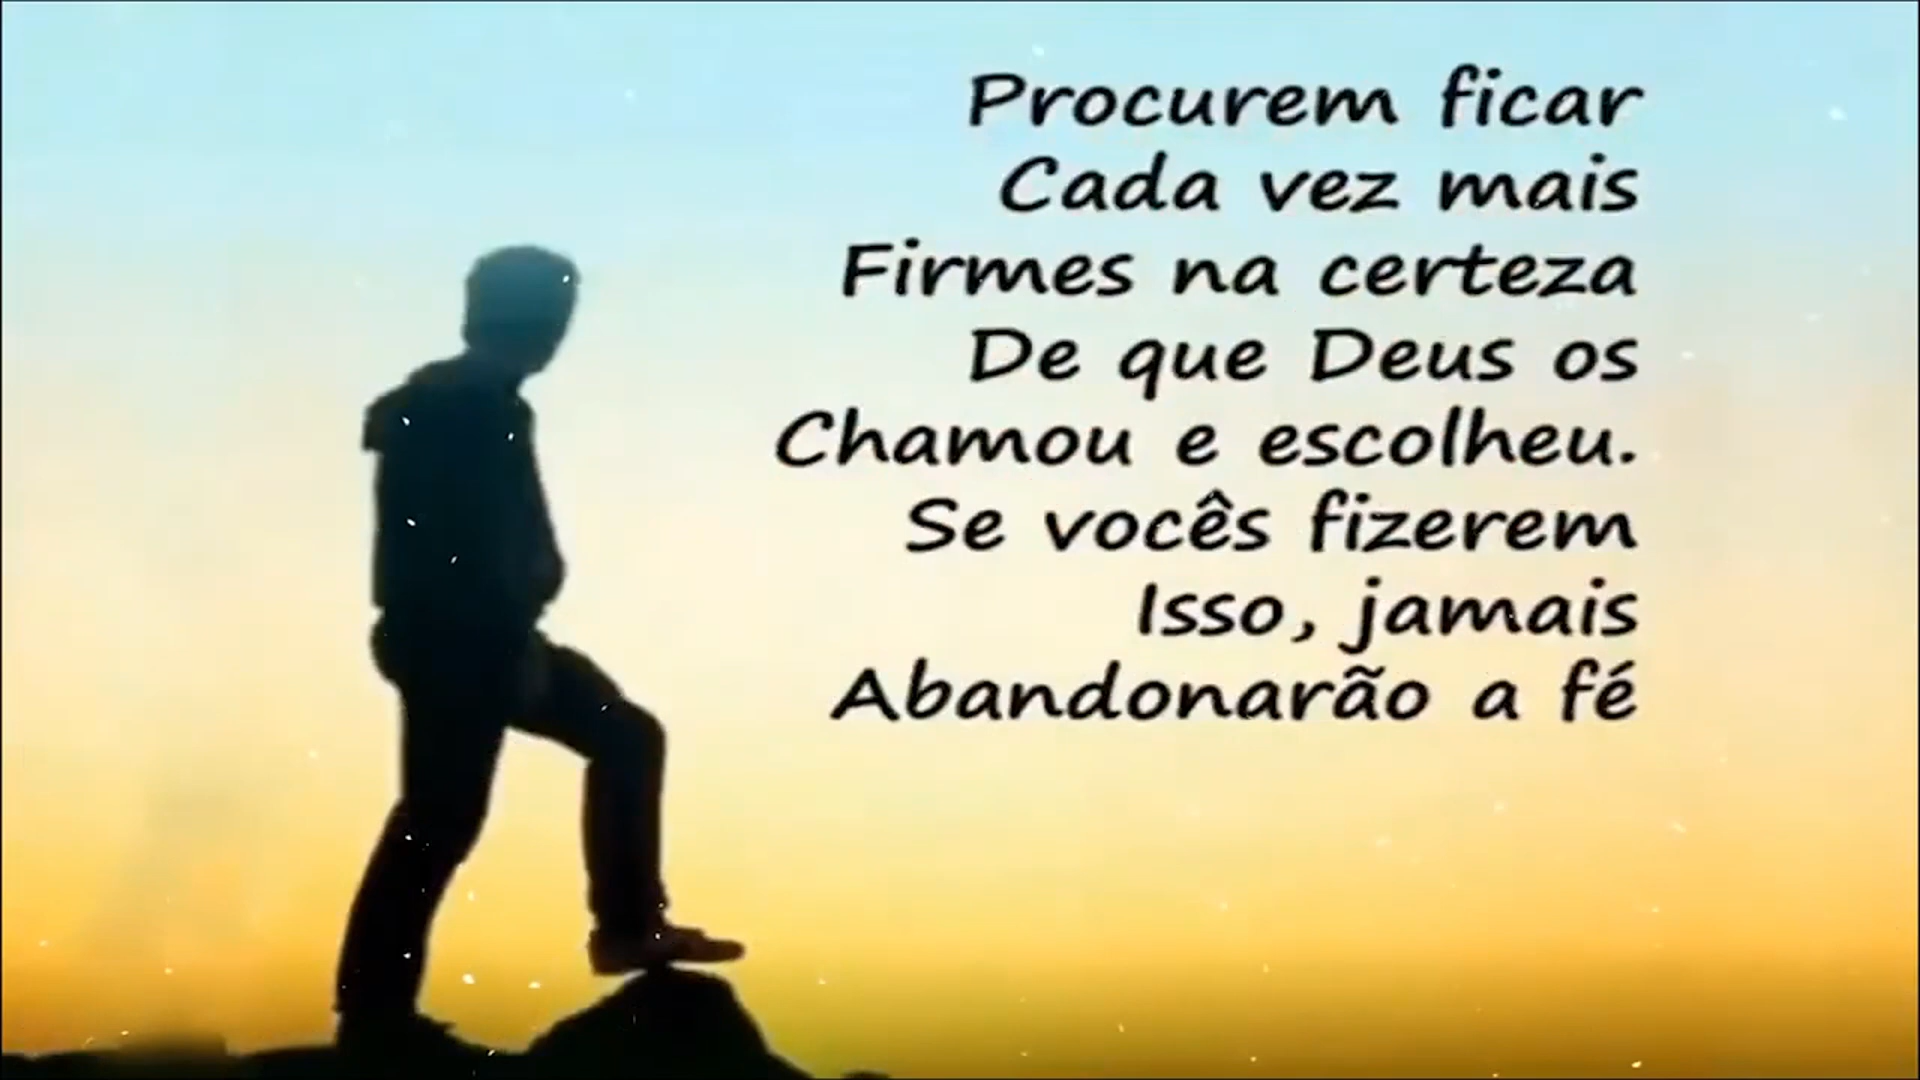 Procurem ficar
Cada vez mais
Firmes na certeza
De que Deus os
Chamou e escolheu.
Se vocês fizerem
Isso, jamais
Abandonarão a fé